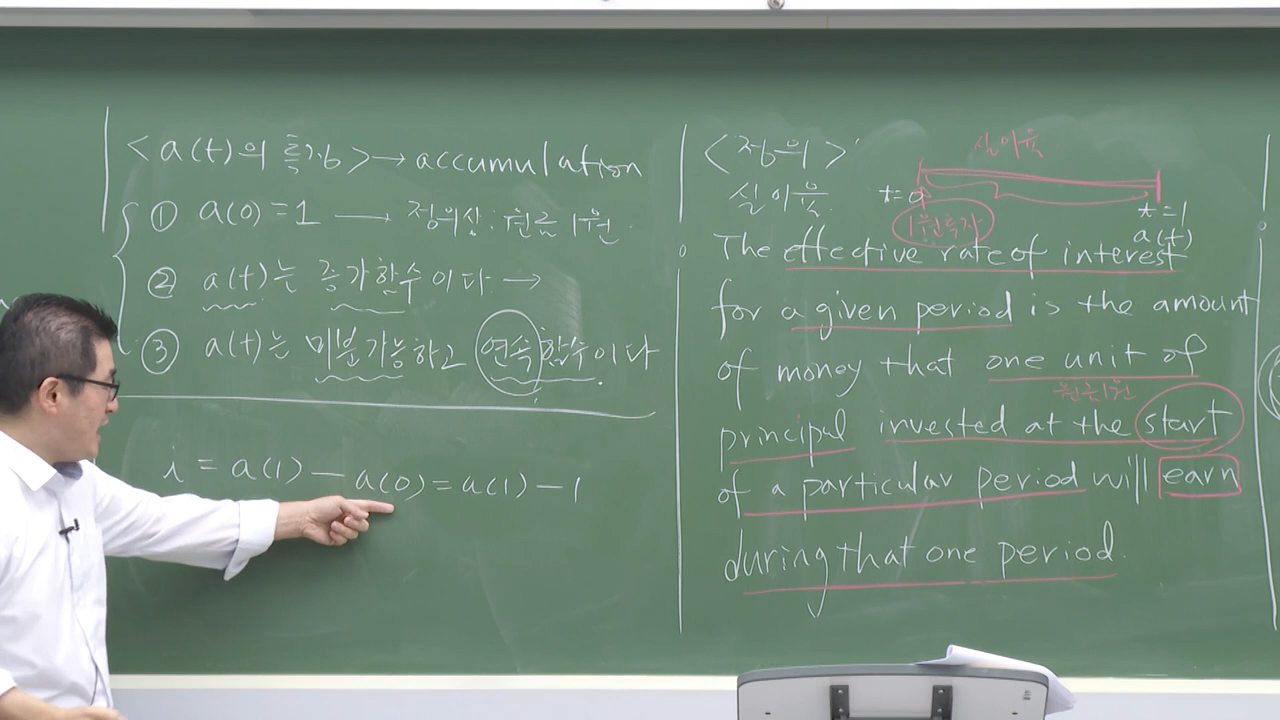 <a(t)의 특징> → accumulation
① a(0)=1 → 정의상: 원금 1원.
② a(t)는 증가함수이다 →
③ a(t)는 미분가능하고 연속함수이다.
i = a(1) - a(0) = a(1) - 1
<정의>
실이율.
실이율
t=0
t=1
1원투자
a(t)
The effective rate of interest
for a given period is the amount
of money that one unit of
원금1원
principal invested at the start
of a particular period will earn
during that one period.